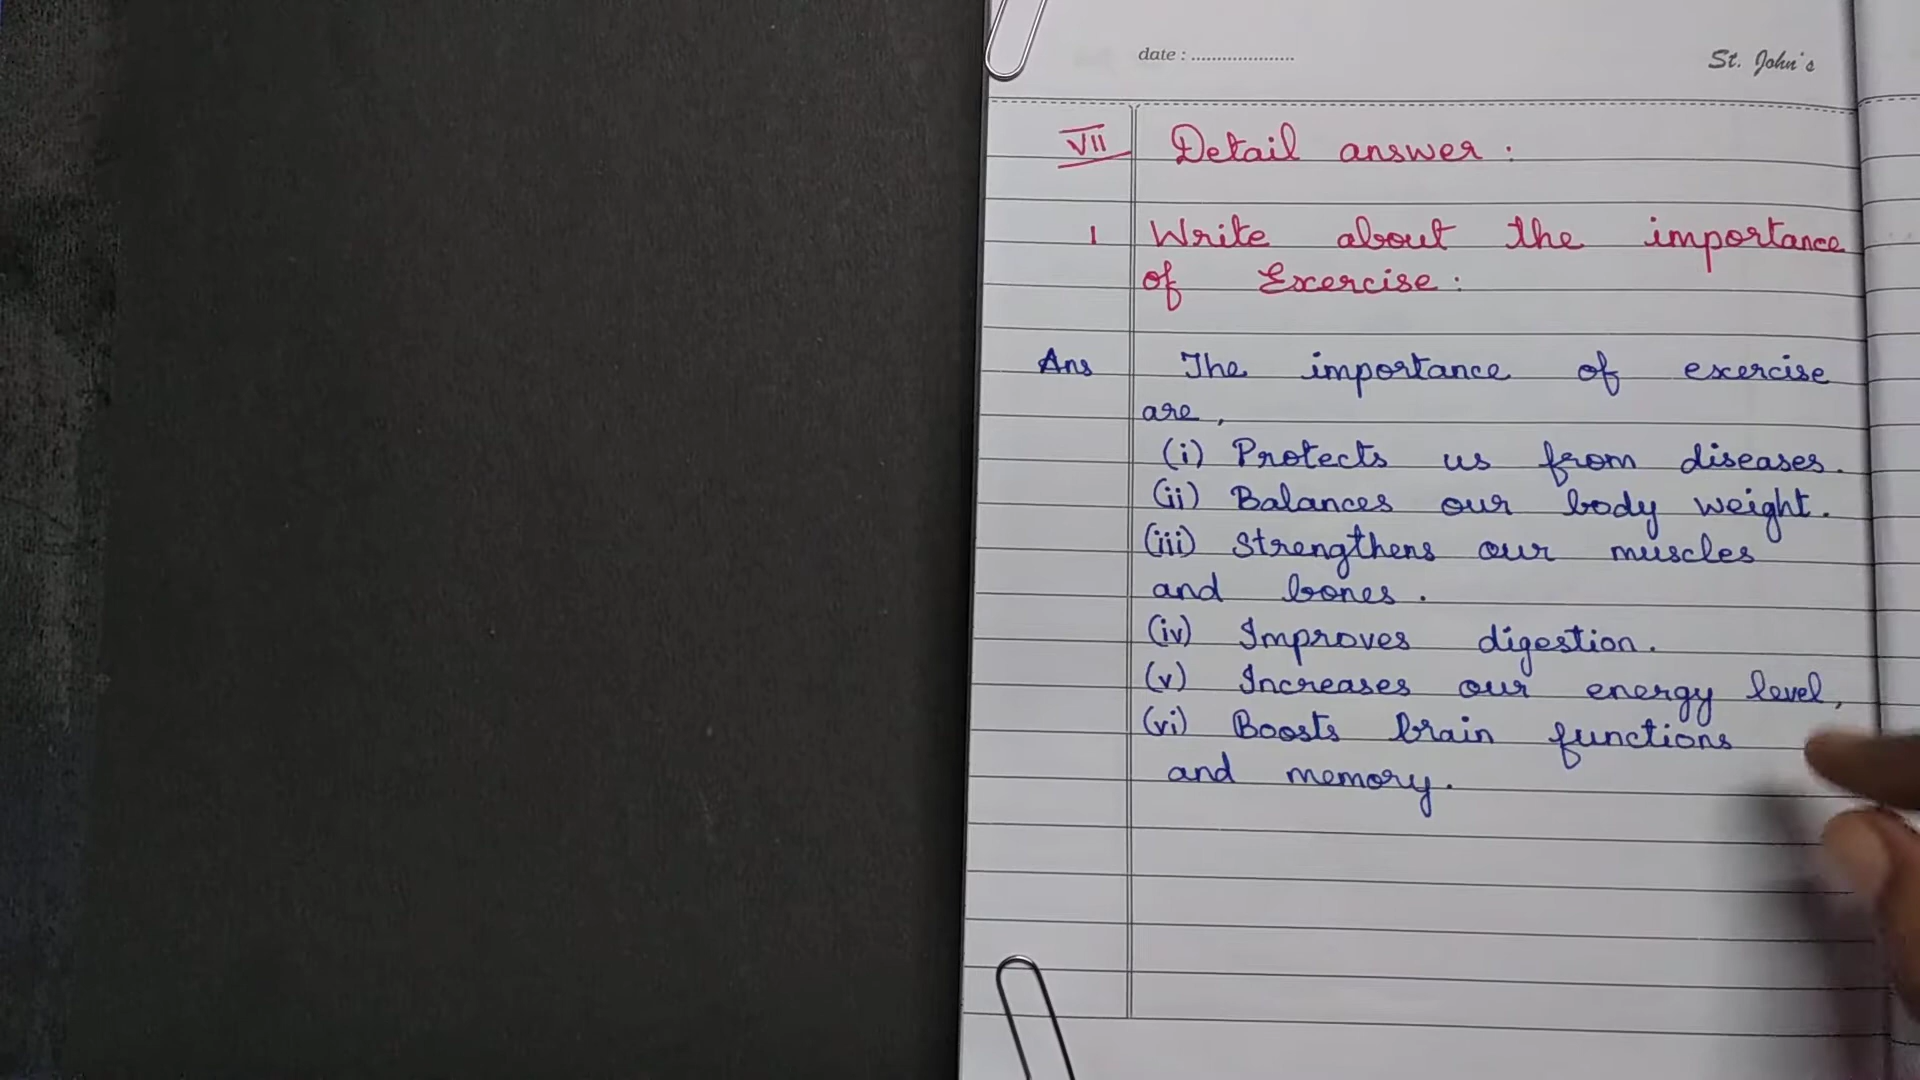 date : .....................
St. John's
VII Detail answer :
1 Write about the importance
of Exercise :
Ans The importance of exercise
are,
(i) Protects us from diseases.
(ii) Balances our body weight.
(iii) Strengthens our muscles
and bones.
(iv) Improves digestion.
(v) Increases our energy level,
(vi) Boosts brain functions
and memory.